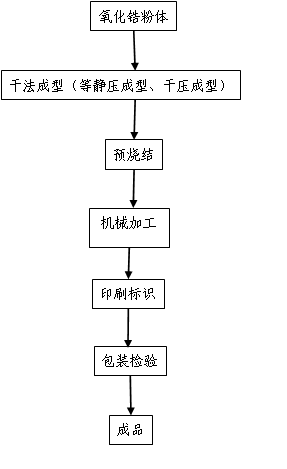 氧化锆粉体
干法成型（等静压成型、干压成型）
预烧结
机械加工
印刷标识
包装检验
成品